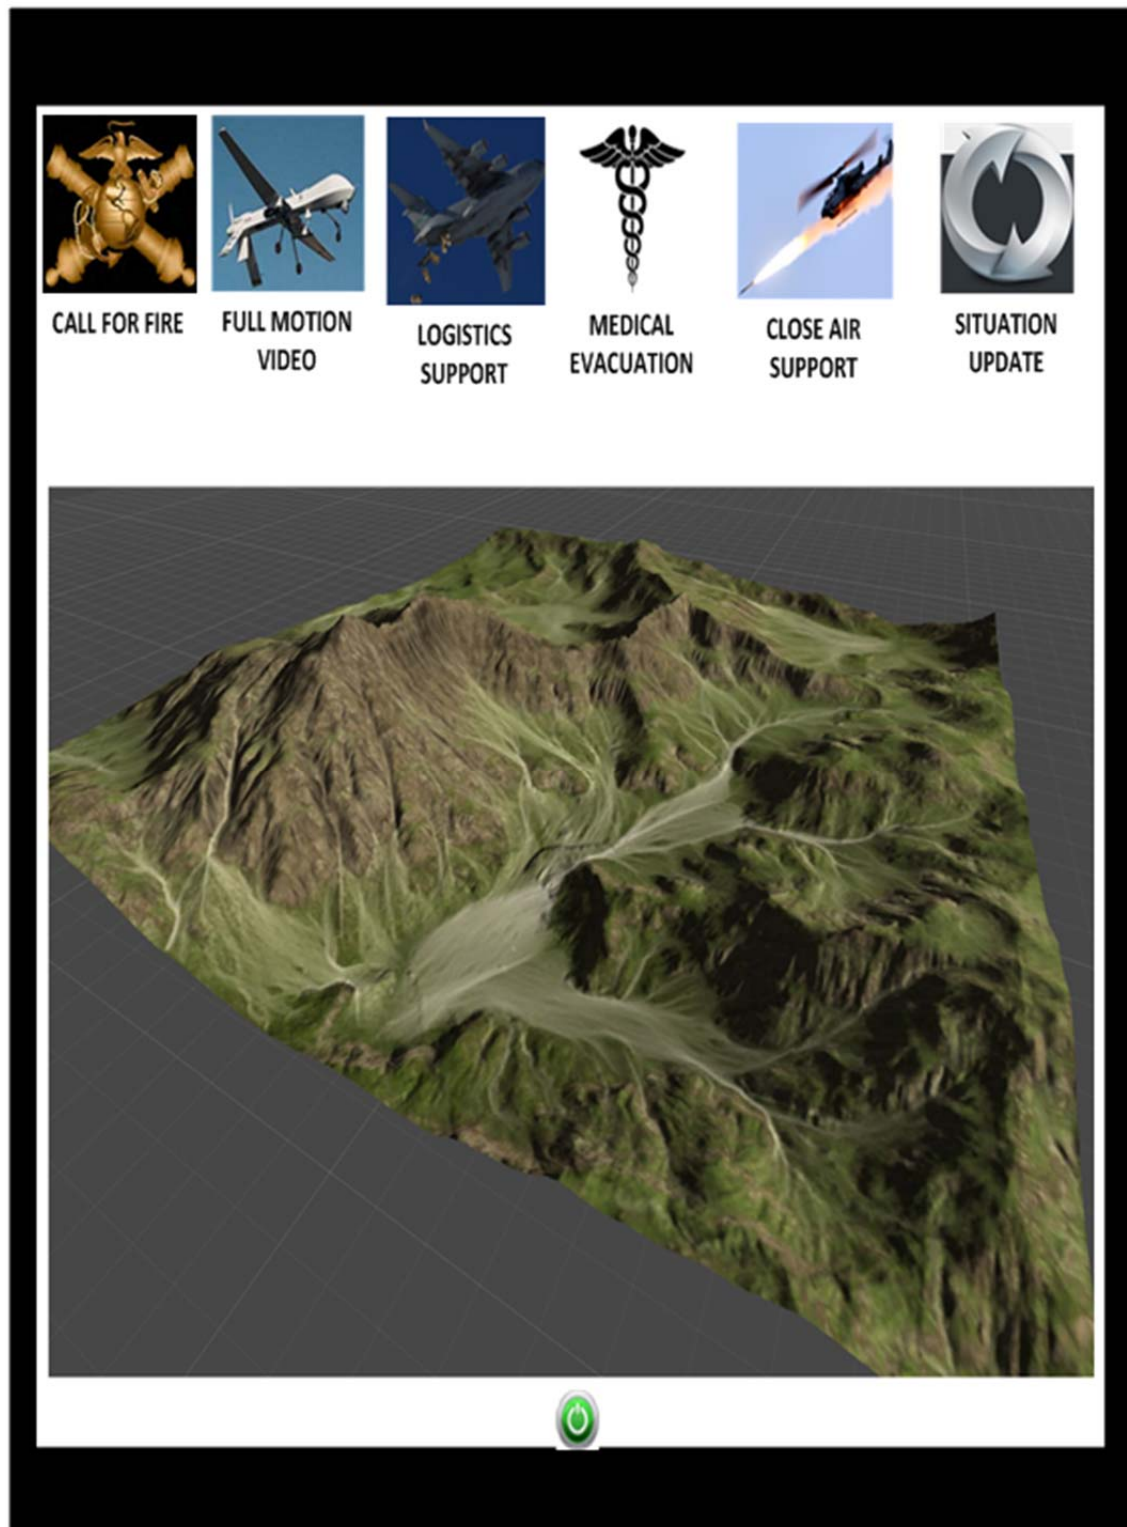 CALL FOR FIRE
FULL MOTION
VIDEO
LOGISTICS
SUPPORT
MEDICAL
EVACUATION
CLOSE AIR
SUPPORT
SITUATION
UPDATE